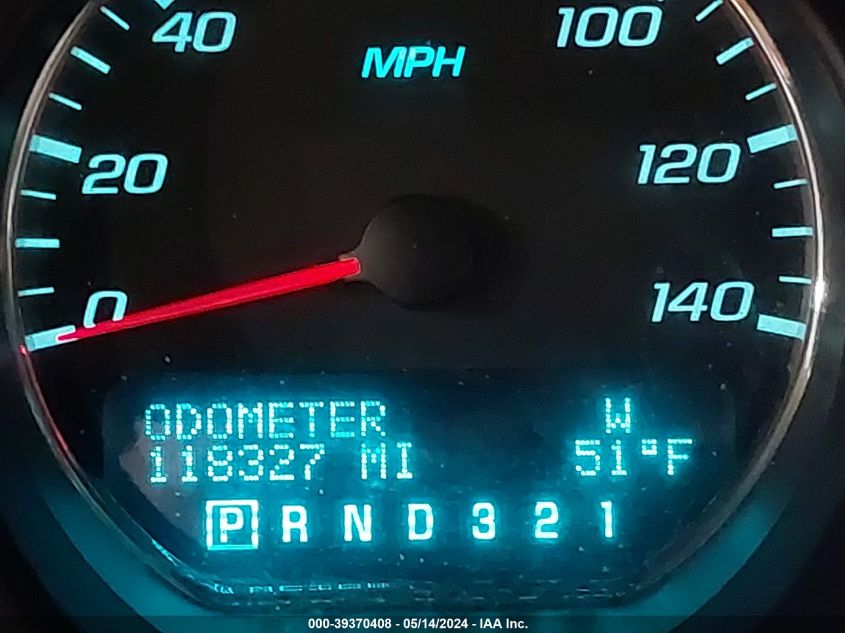 40 100
MPH
20 120
0 140
ODOMETER W
118327 MI 51°F
P R N D 3 2 1
000-39370408 - 05/14/2024 - IAA Inc.